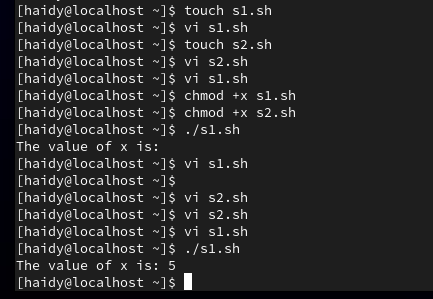 [haidy@localhost ~]$ touch s1.sh
[haidy@localhost ~]$ vi s1.sh
[haidy@localhost ~]$ touch s2.sh
[haidy@localhost ~]$ vi s2.sh
[haidy@localhost ~]$ vi s1.sh
[haidy@localhost ~]$ chmod +x s1.sh
[haidy@localhost ~]$ chmod +x s2.sh
[haidy@localhost ~]$ ./s1.sh
The value of x is:
[haidy@localhost ~]$ vi s1.sh
[haidy@localhost ~]$
[haidy@localhost ~]$ vi s2.sh
[haidy@localhost ~]$ vi s2.sh
[haidy@localhost ~]$ vi s1.sh
[haidy@localhost ~]$ ./s1.sh
The value of x is: 5
[haidy@localhost ~]$